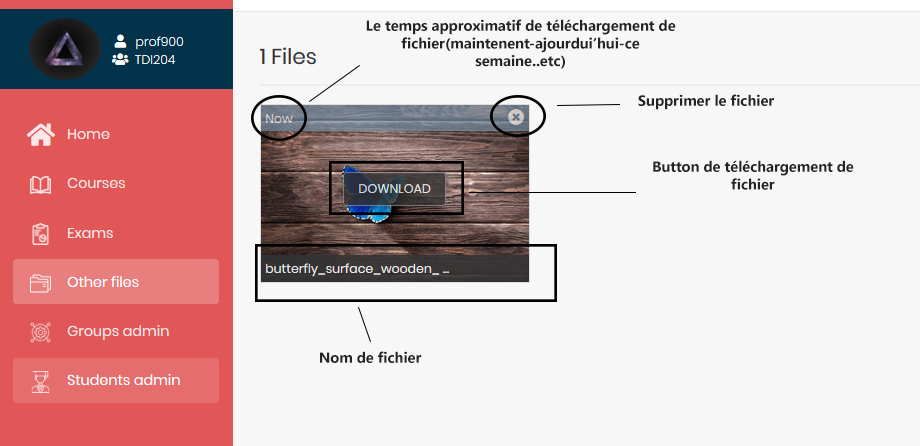 prof900
TDI204
Home
Courses
Exams
Other files
Groups admin
Students admin
1 Files
Le temps approximatif de téléchargement de
fichier(maintenent-ajourdui’hui-ce
semaine..etc)
Supprimer le fichier
Now
DOWNLOAD
Button de téléchargement de
fichier
butterfly_surface_wooden_ ...
Nom de fichier